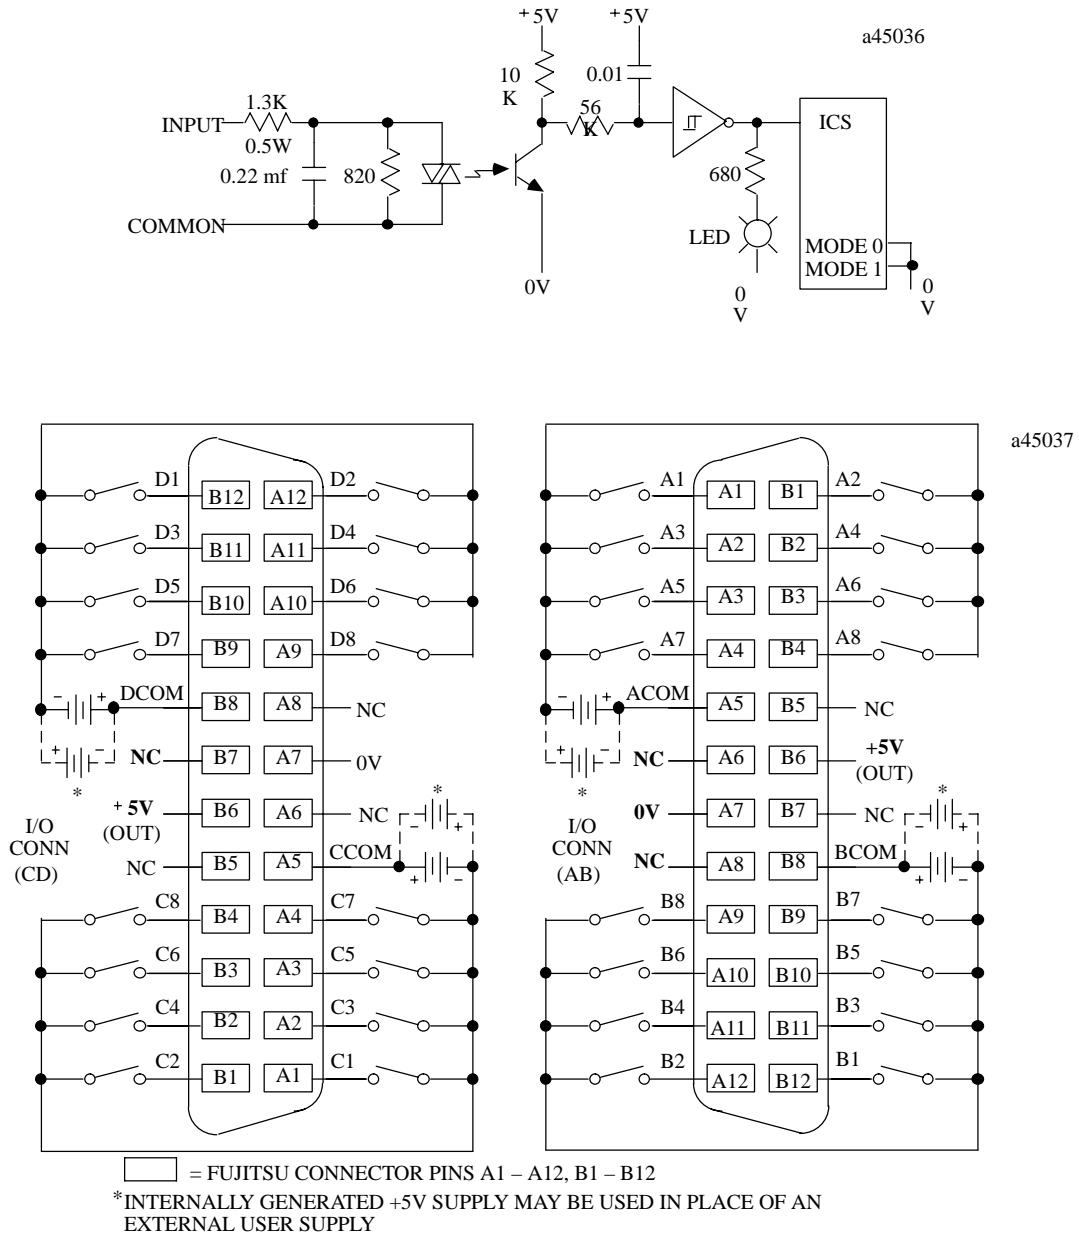 +5V +5V
a45036
10 K 0.01
1.3K 56 K
INPUT ICS
0.5W
0.22 mf 820 680
COMMON LED MODE 0
MODE 1
0V 0 V 0 V
a45037
D1 B12 A12 D2 A1 A1 B1 A2
D3 B11 A11 D4 A3 A2 B2 A4
D5 B10 A10 D6 A5 A3 B3 A6
D7 B9 A9 D8 A7 A4 B4 A8
− + DCOM B8 A8 NC − + ACOM A5 B5 NC
+ − NC B7 A7 0V + − NC A6 B6 +5V (OUT)
* * * *
+ 5V (OUT) B6 A6 NC − + 0V A7 B7 NC − +
I/O CONN (CD) NC B5 A5 CCOM + − I/O CONN (AB) NC A8 B8 BCOM + −
C8 B4 A4 C7 B8 A9 B9 B7
C6 B3 A3 C5 B6 A10 B10 B5
C4 B2 A2 C3 B4 A11 B11 B3
C2 B1 A1 C1 B2 A12 B12 B1
= FUJITSU CONNECTOR PINS A1 – A12, B1 – B12
*INTERNALLY GENERATED +5V SUPPLY MAY BE USED IN PLACE OF AN
EXTERNAL USER SUPPLY